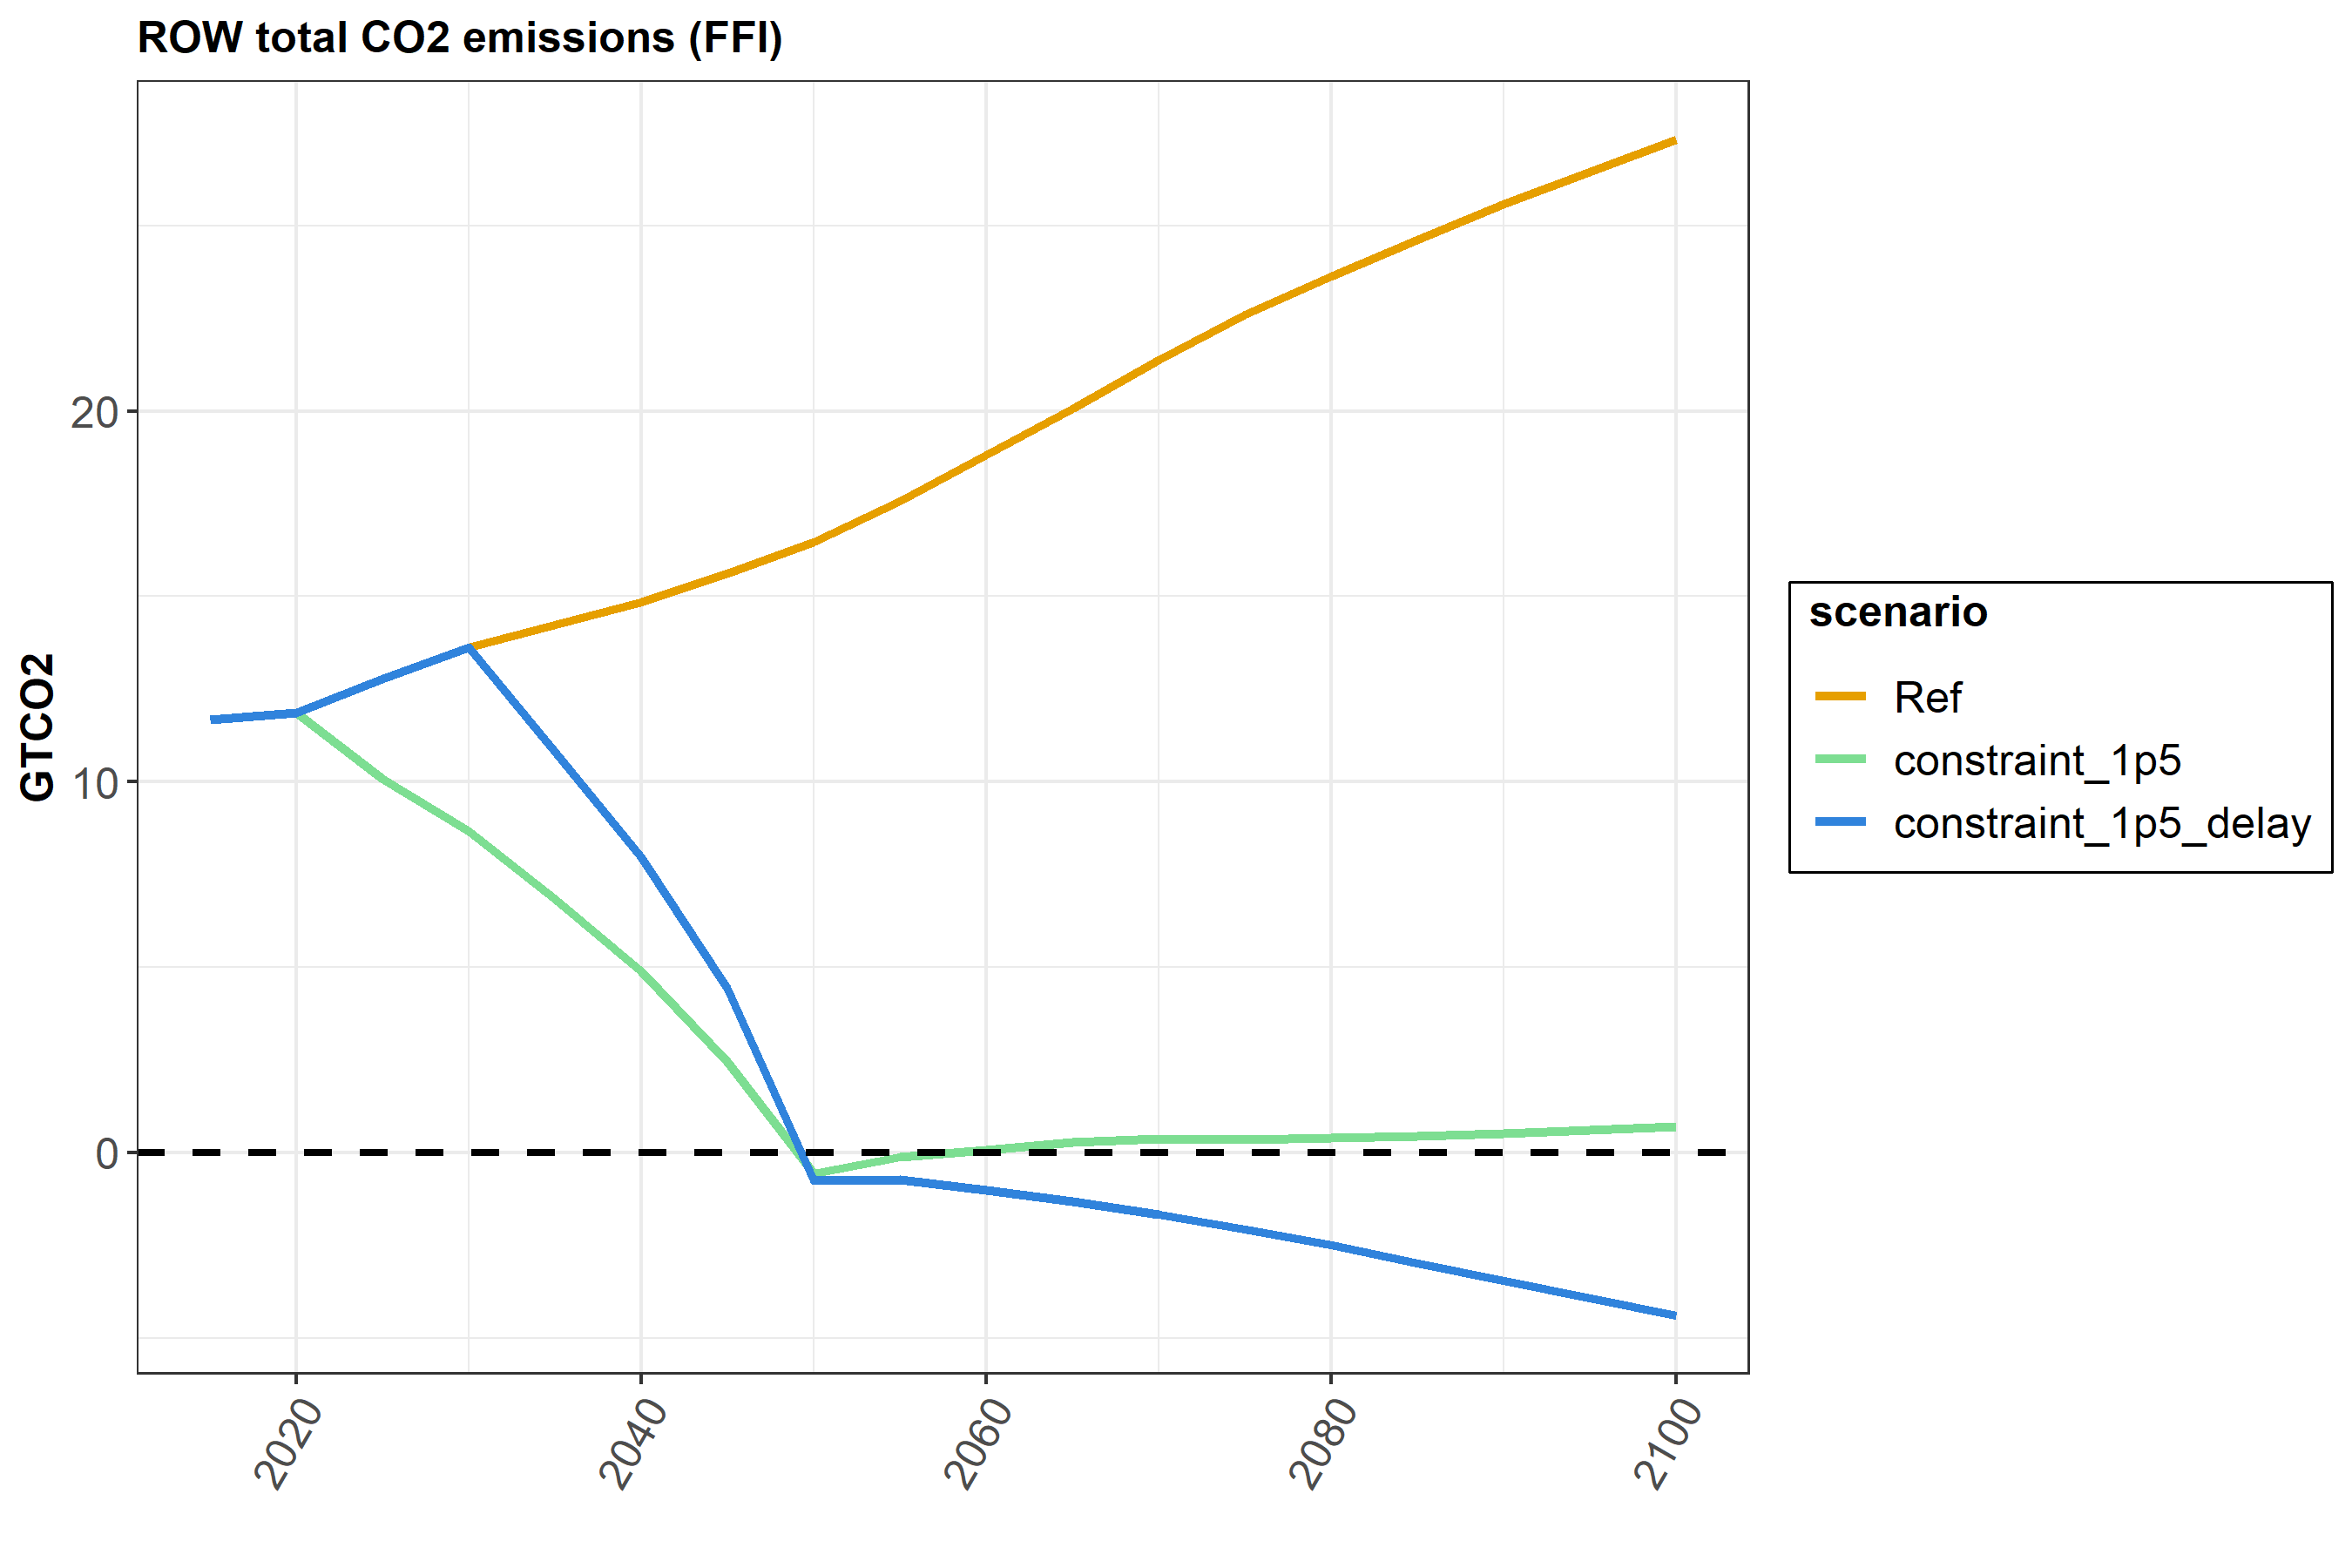 ROW total CO2 emissions (FFI)
GTCO2
20
10
0
2020
2040
2060
2080
2100
scenario
Ref
constraint_1p5
constraint_1p5_delay